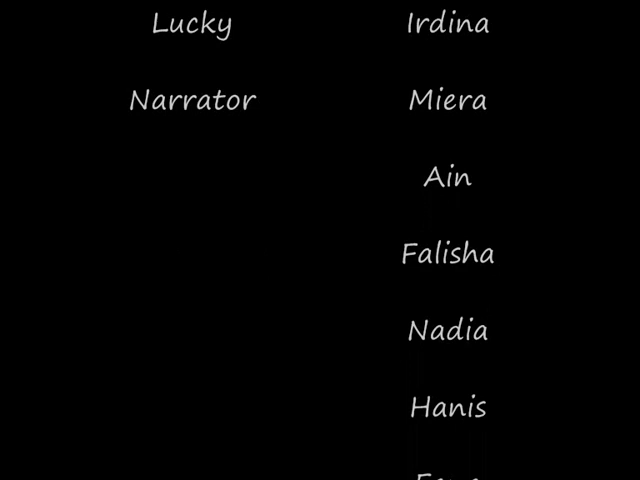 Lucky Irdina
Narrator Miera
Ain
Falisha
Nadia
Hanis